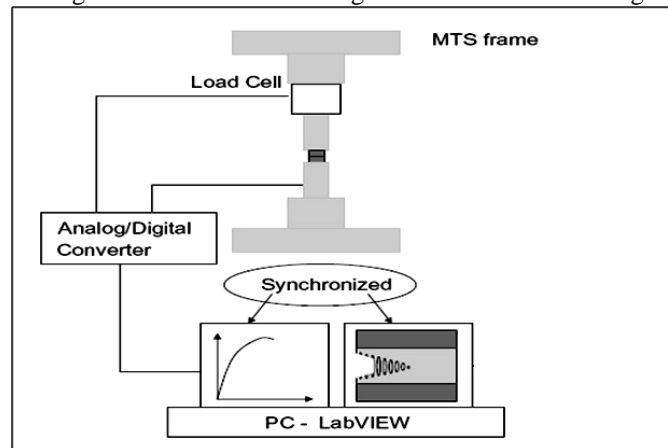 MTS frame
Load Cell
Analog/Digital
Converter
Synchronized
PC - LabVIEW